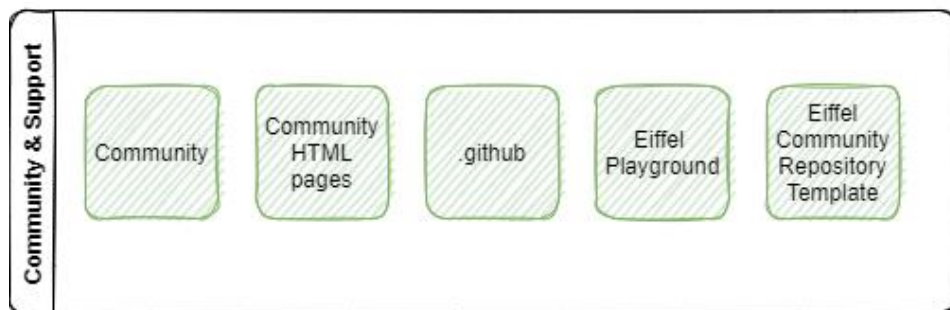 Community & Support
Community
Community
HTML
pages
.github
Eiffel
Playground
Eiffel
Community
Repository
Template